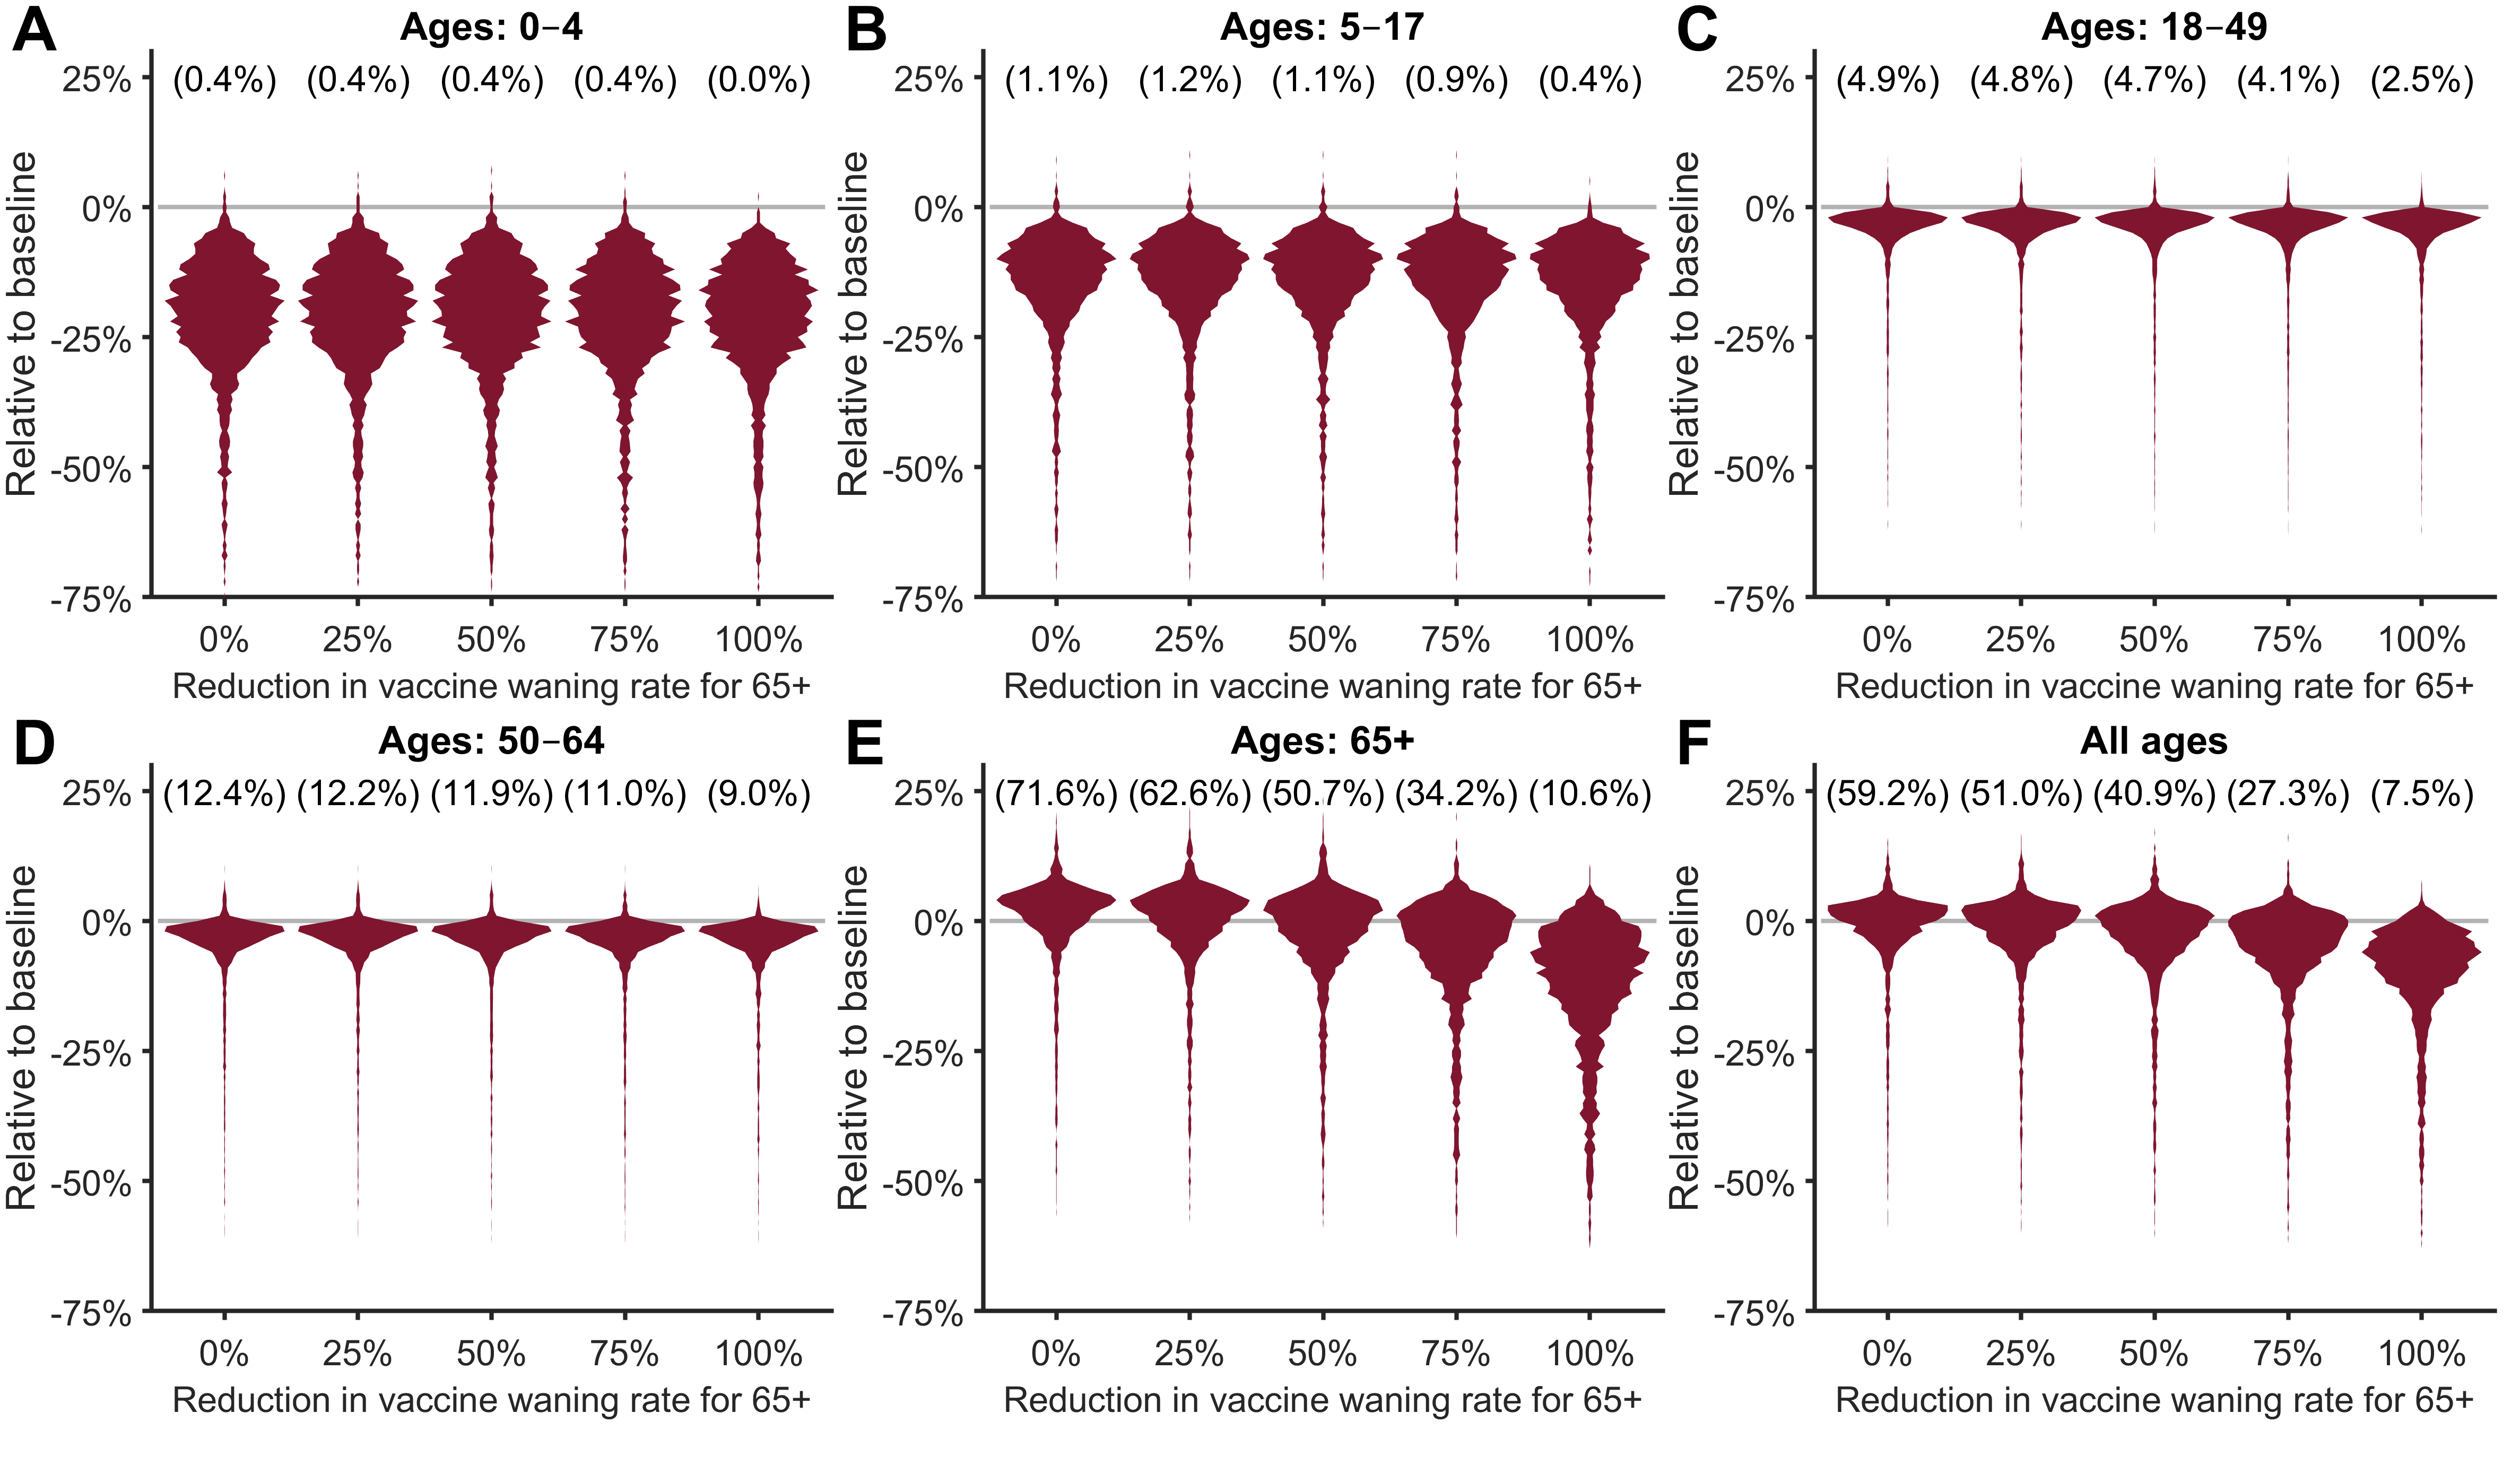 A
Ages: 0–4
25%
(0.4%) (0.4%) (0.4%) (0.4%) (0.0%)
0%
-25%
-50%
-75%
Relative to baseline
0% 25% 50% 75% 100%
Reduction in vaccine waning rate for 65+
B
Ages: 5–17
25%
(1.1%) (1.2%) (1.1%) (0.9%) (0.4%)
0%
-25%
-50%
-75%
Relative to baseline
0% 25% 50% 75% 100%
Reduction in vaccine waning rate for 65+
C
Ages: 18–49
25%
(4.9%) (4.8%) (4.7%) (4.1%) (2.5%)
0%
-25%
-50%
-75%
Relative to baseline
0% 25% 50% 75% 100%
Reduction in vaccine waning rate for 65+
D
Ages: 50–64
25%
(12.4%) (12.2%) (11.9%) (11.0%) (9.0%)
0%
-25%
-50%
-75%
Relative to baseline
0% 25% 50% 75% 100%
Reduction in vaccine waning rate for 65+
E
Ages: 65+
25%
(71.6%) (62.6%) (50.7%) (34.2%) (10.6%)
0%
-25%
-50%
-75%
Relative to baseline
0% 25% 50% 75% 100%
Reduction in vaccine waning rate for 65+
F
All ages
25%
(59.2%) (51.0%) (40.9%) (27.3%) (7.5%)
0%
-25%
-50%
-75%
Relative to baseline
0% 25% 50% 75% 100%
Reduction in vaccine waning rate for 65+